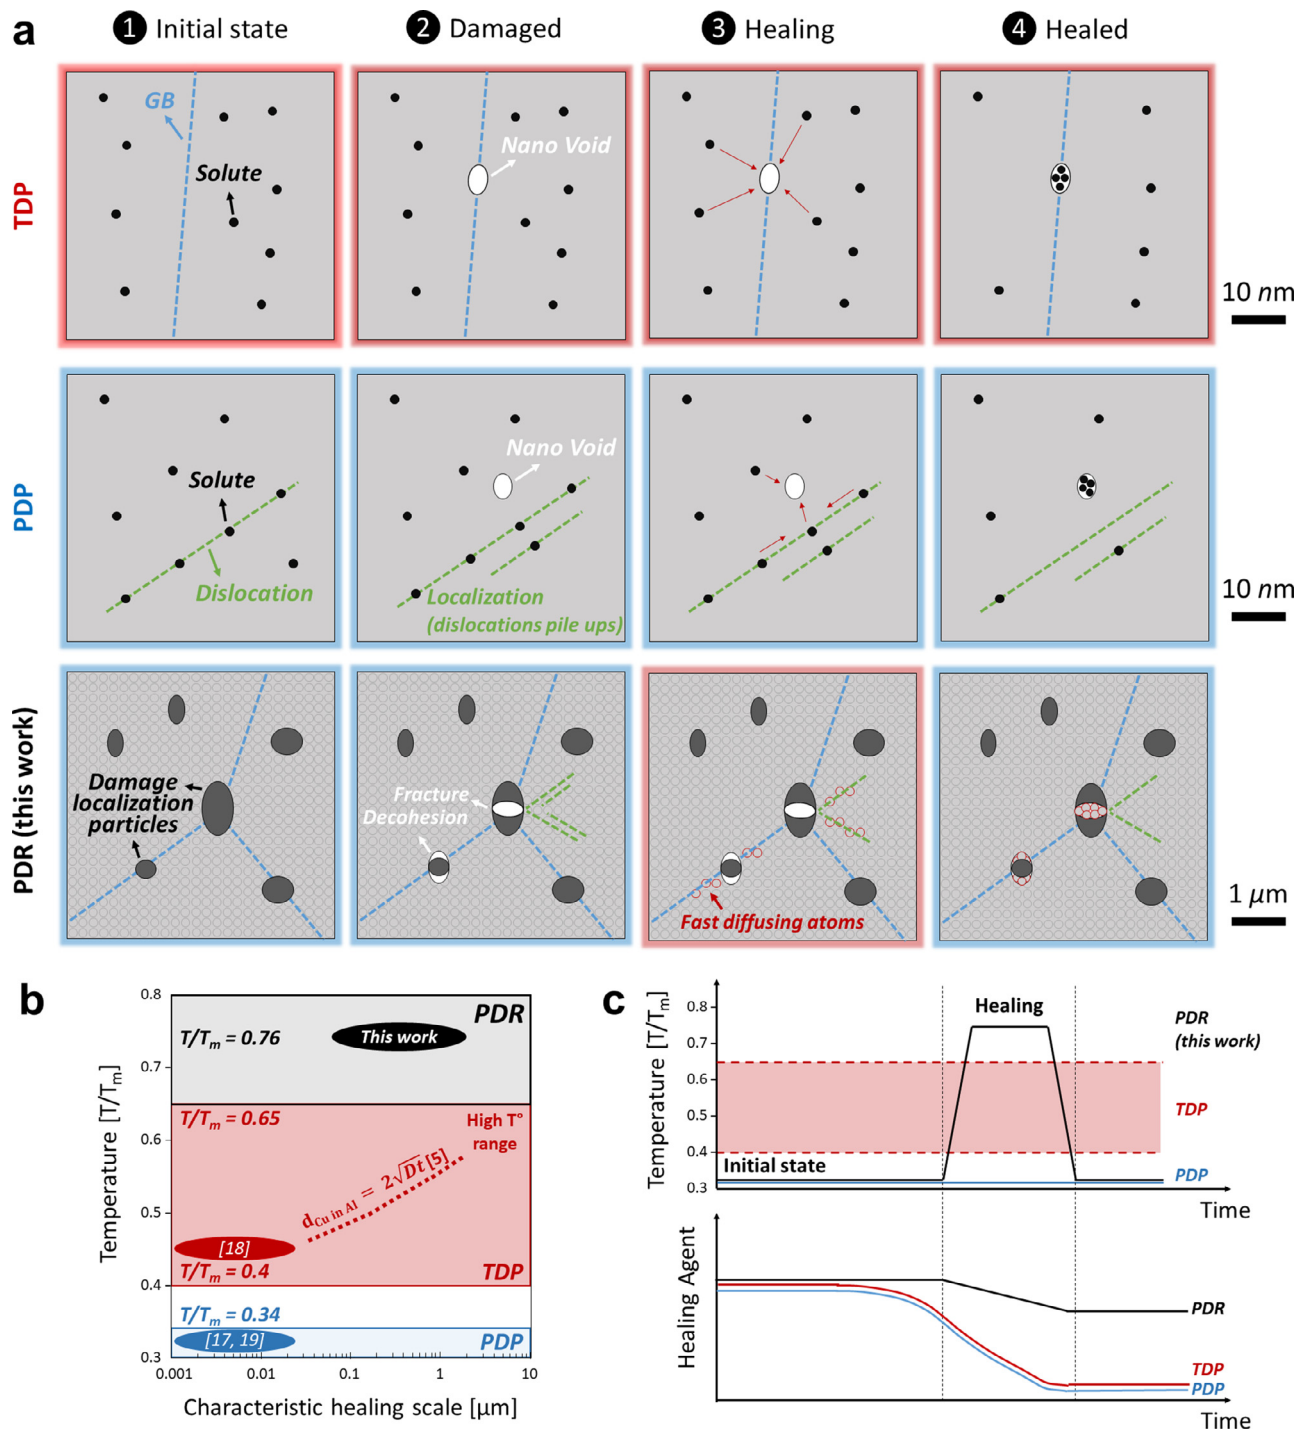 a
1 Initial state
2 Damaged
3 Healing
4 Healed
TDP
GB
Solute
Nano Void
10 nm
PDP
Solute
Dislocation
Nano Void
Localization
(dislocations pile ups)
10 nm
PDR (this work)
Damage
localization
particles
Fracture
Decohesion
Fast diffusing atoms
1 μm
b
Temperature [T/Tm]
0.8
0.7
0.6
0.5
0.4
0.3
PDR
T/Tm = 0.76
This work
T/Tm = 0.65
High T°
range
dCu in Al = 2√Dt [5]
[18]
T/Tm = 0.4
TDP
T/Tm = 0.34
[17, 19]
PDP
0.001
0.01
0.1
1
10
Characteristic healing scale [μm]
c
Temperature [T/Tm]
0.8
0.7
0.6
0.5
0.4
0.3
Healing
PDR
(this work)
TDP
Initial state
PDP
Time
Healing Agent
PDR
TDP
PDP
Time